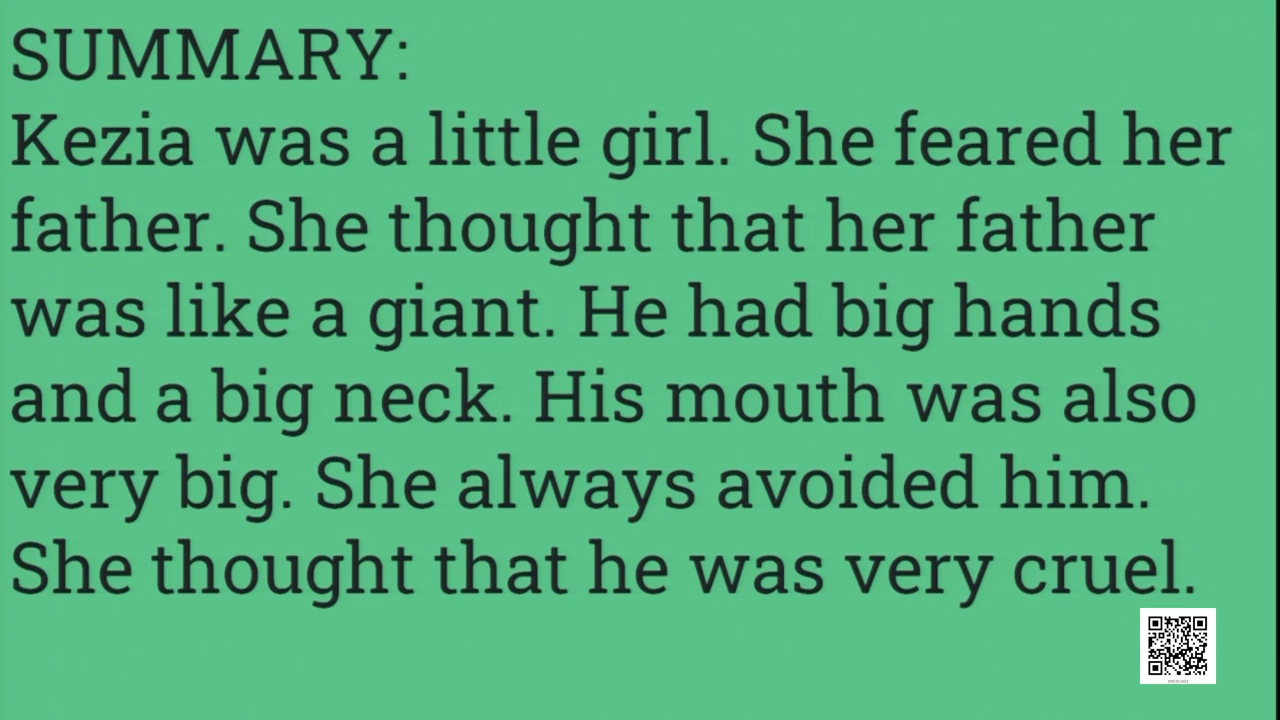 SUMMARY:
Kezia was a little girl. She feared her
father. She thought that her father
was like a giant. He had big hands
and a big neck. His mouth was also
very big. She always avoided him.
She thought that he was very cruel.